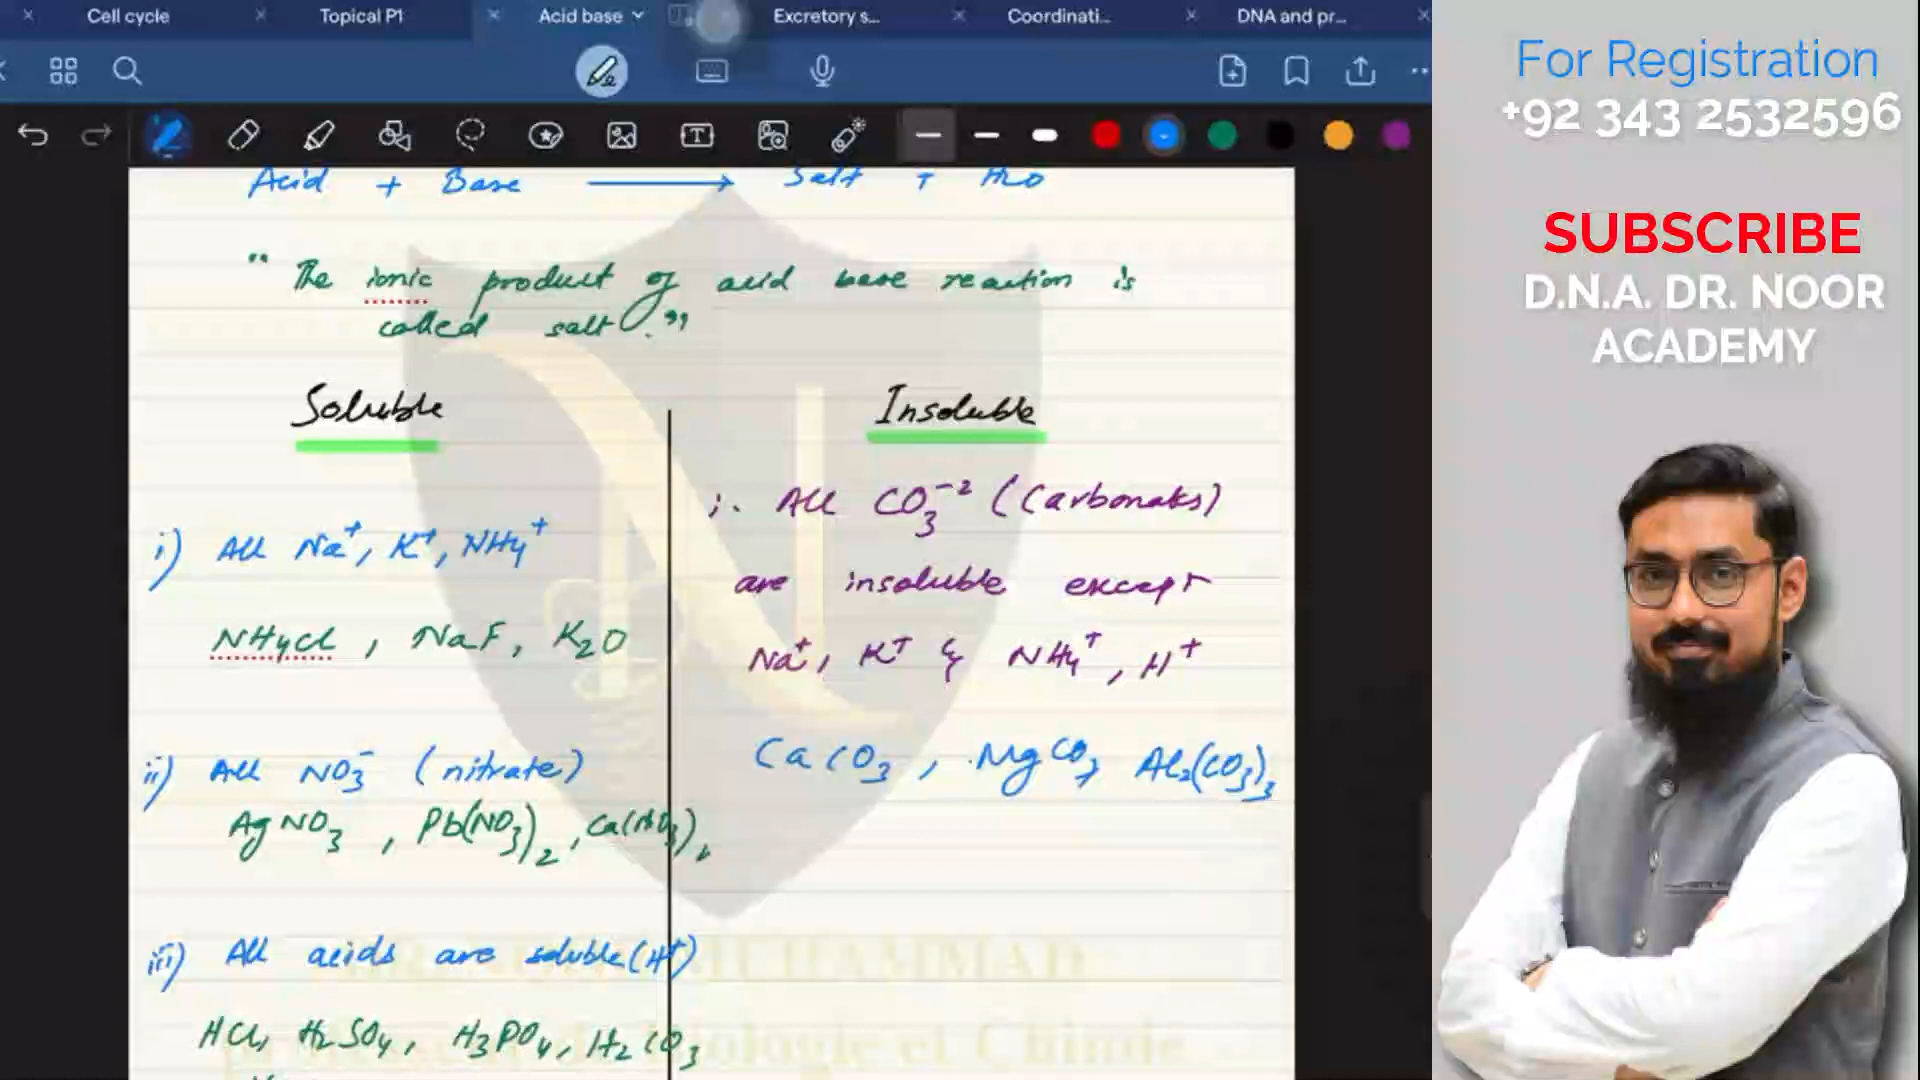 Cell cycle Topical P1 Acid base Excretory s... Coordinati... DNA and pr...
For Registration
+92 343 2532596
SUBSCRIBE
D.N.A. DR. NOOR
ACADEMY
Acid + Base ⟶ Salt + H2O
" The ionic product of acid base reaction is
called salt."
Soluble
i) All Na⁺, K⁺, NH4⁺
NH4Cl, NaF, K2O
ii) All NO3⁻ (nitrate)
AgNO3, Pb(NO3)2, Ca(NO3)2
iii) All acids are soluble (H⁺)
HCl, H2SO4, H3PO4, H2CO3
Insoluble
i. All CO3⁻² (Carbonates)
are insoluble except
Na⁺, K⁺ & NH4⁺, H⁺
CaCO3, MgCO3 Al2(CO3)3
MUHAMMAD
ologie et Chimie